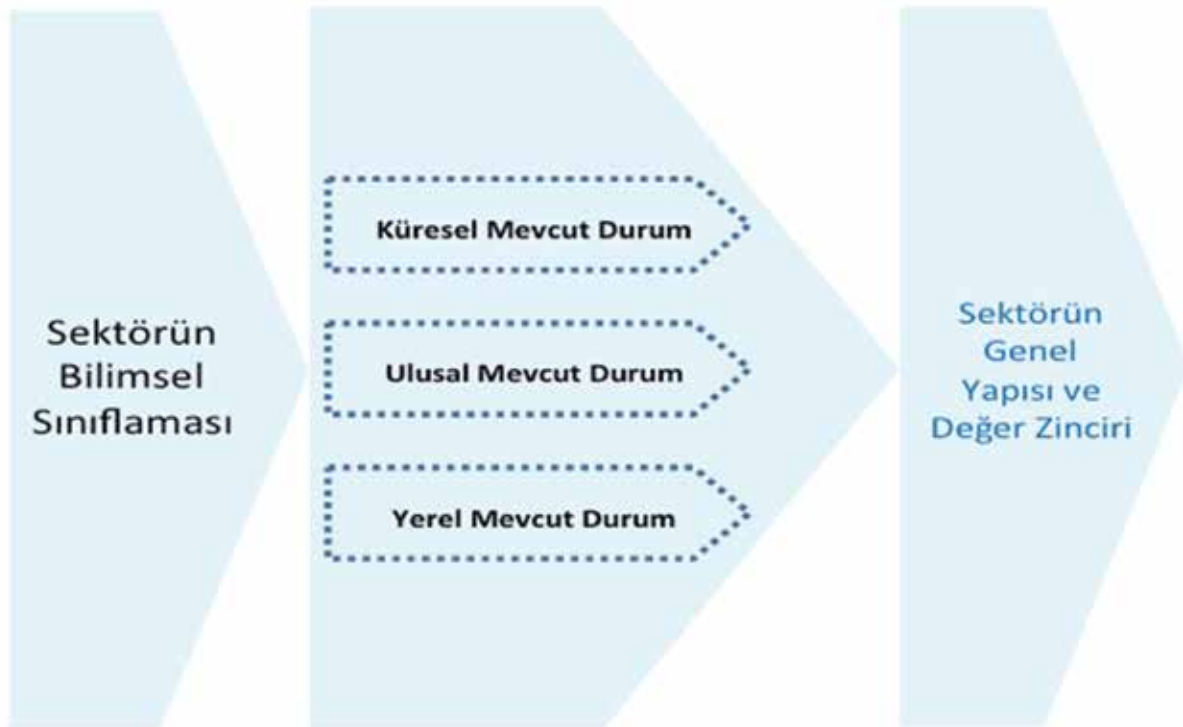 Sektörün
Bilimsel
Sınıflaması
Küresel Mevcut Durum
Ulusal Mevcut Durum
Yerel Mevcut Durum
Sektörün
Genel
Yapısı ve
Değer Zinciri